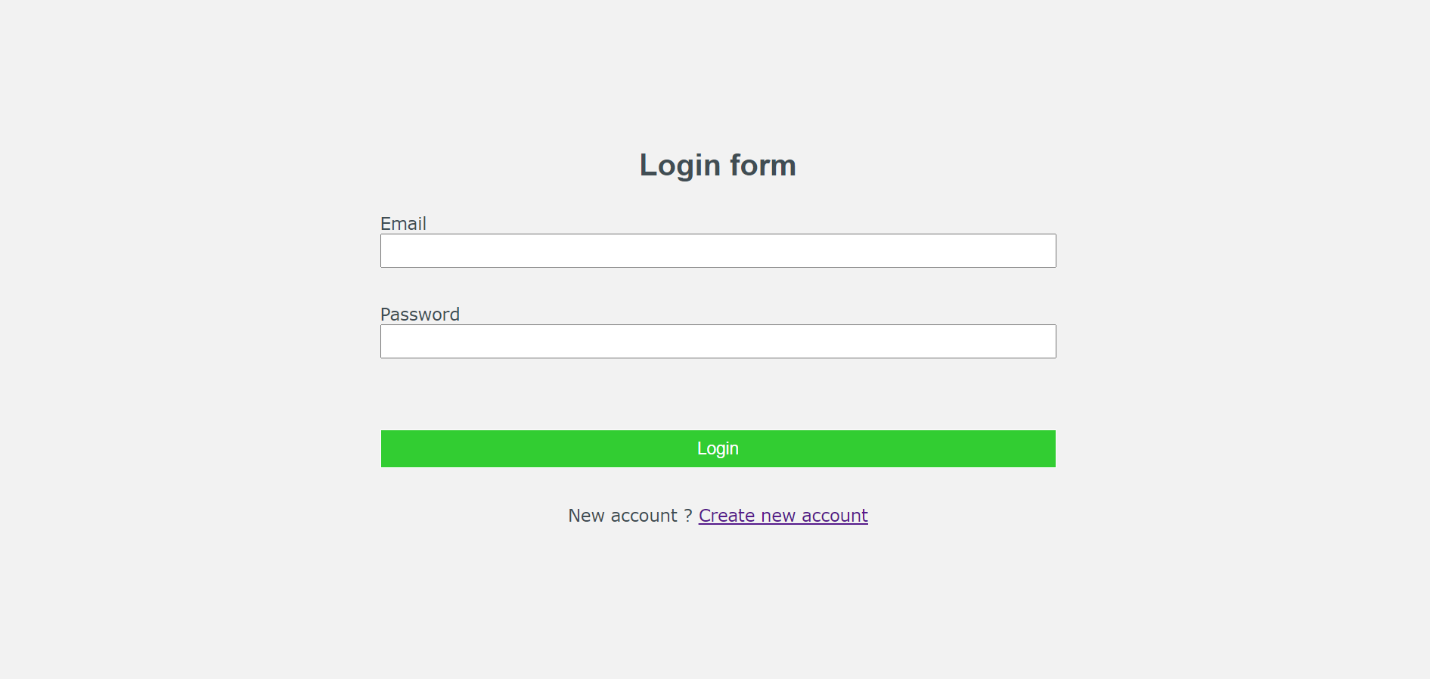 Login form
Email
Password
Login
New account ? Create new account